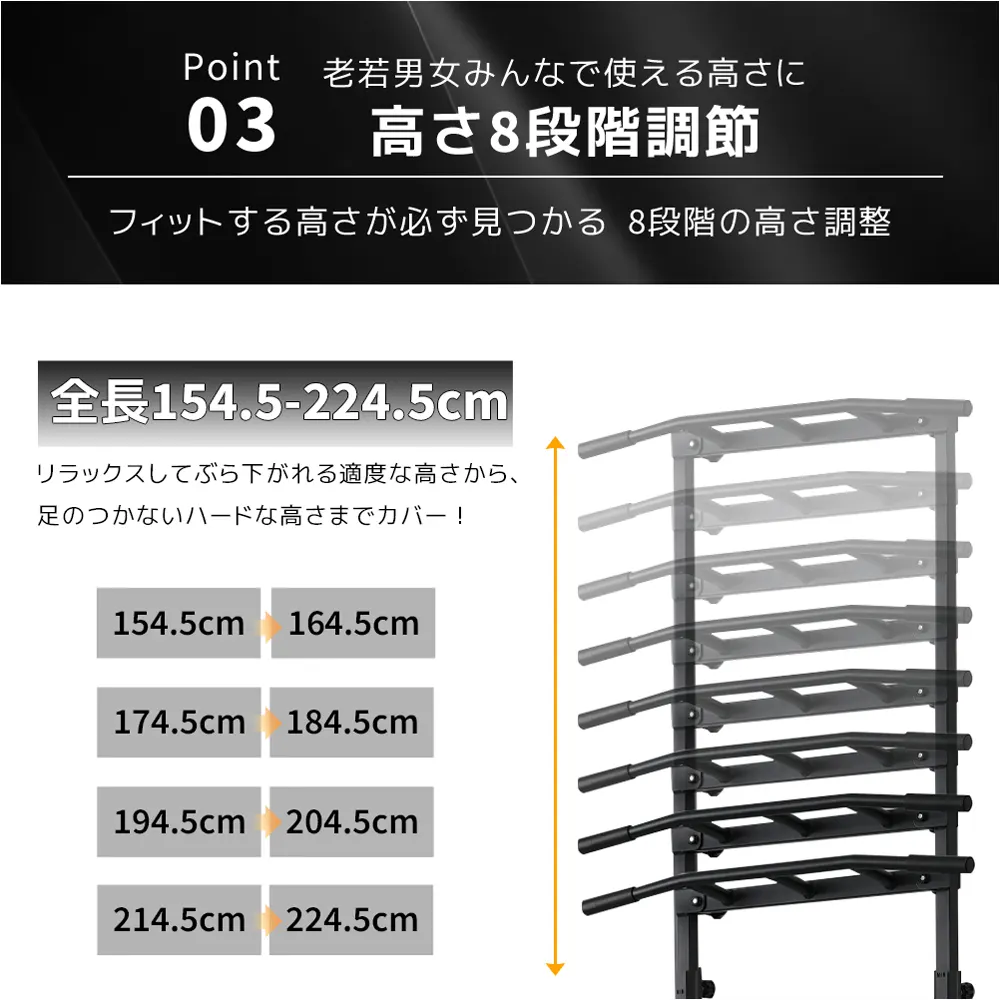 Point
03
老若男女みんなで使える高さに
高さ8段階調節
フィットする高さが必ず見つかる 8段階の高さ調整
全長154.5-224.5cm
リラックスしてぶら下がれる適度な高さから、
足のつかないハードな高さまでカバー！
154.5cm 164.5cm
174.5cm 184.5cm
194.5cm 204.5cm
214.5cm 224.5cm